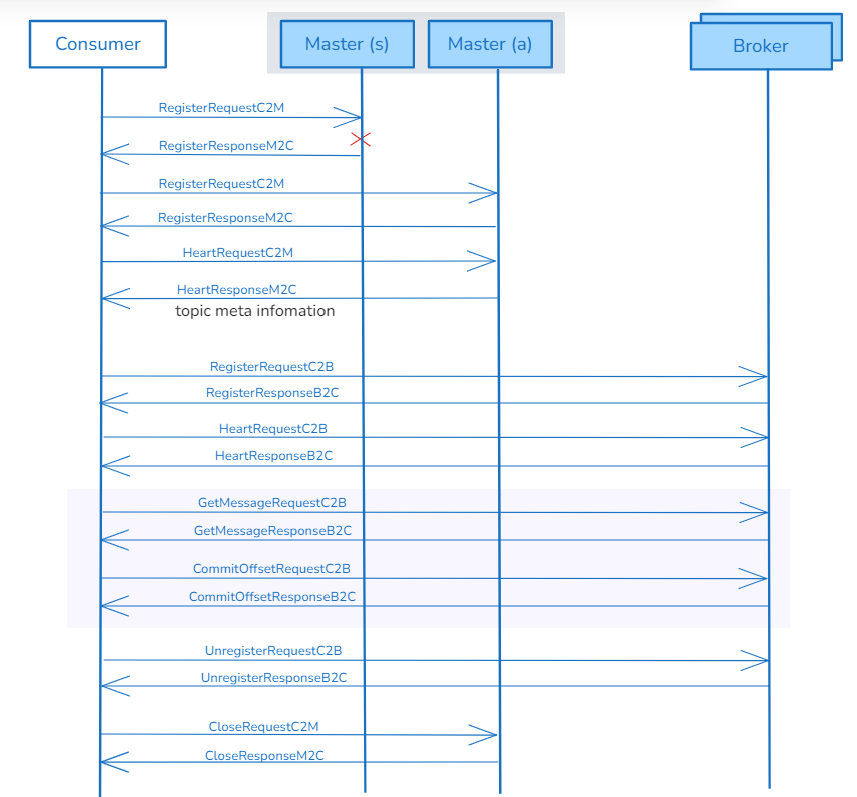 Consumer
Master (s)
Master (a)
Broker
RegisterRequestC2M
RegisterResponseM2C
RegisterRequestC2M
RegisterResponseM2C
HeartRequestC2M
HeartResponseM2C
topic meta infomation
RegisterRequestC2B
RegisterResponseB2C
HeartRequestC2B
HeartResponseB2C
GetMessageRequestC2B
GetMessageResponseB2C
CommitOffsetRequestC2B
CommitOffsetResponseB2C
UnregisterRequestC2B
UnregisterResponseB2C
CloseRequestC2M
CloseResponseM2C